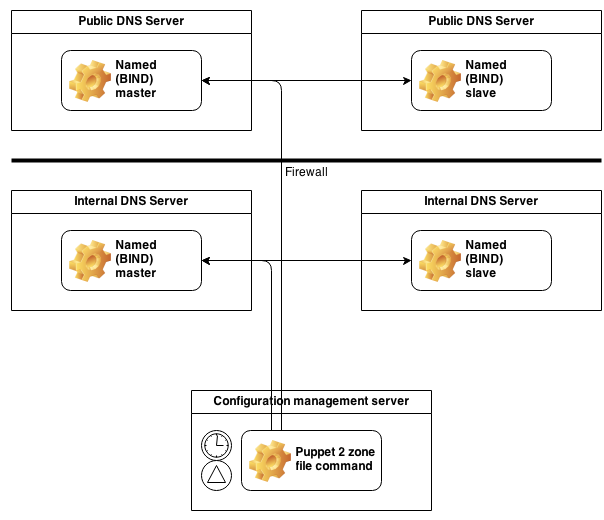 Public DNS Server
Public DNS Server
Named
(BIND)
master
Named
(BIND)
slave
Firewall
Internal DNS Server
Internal DNS Server
Named
(BIND)
master
Named
(BIND)
slave
Configuration management server
Puppet 2 zone
file command